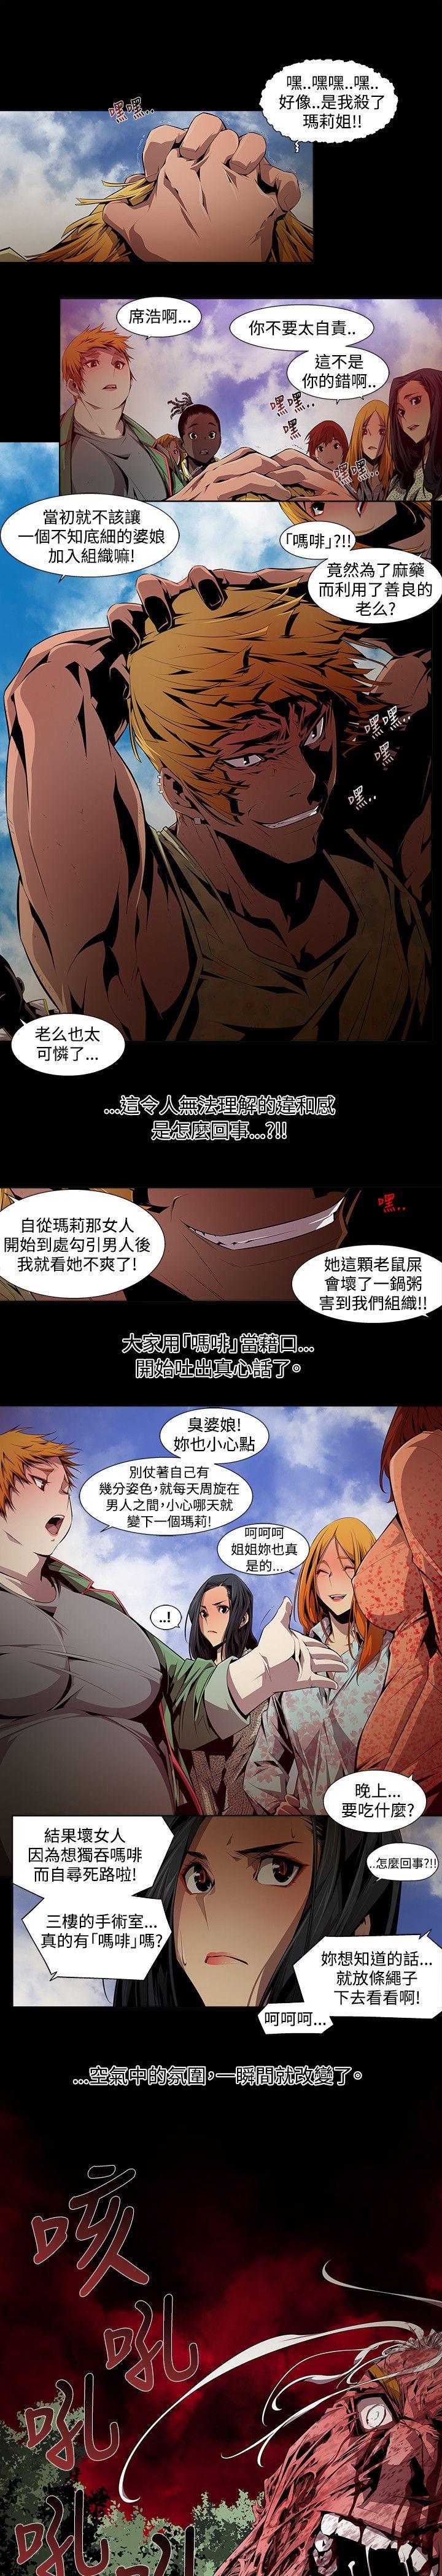 嘿..嘿嘿..嘿..
好像..是我殺了
瑪莉姐!!
嘿嘿..
席浩啊...
你不要太自責..
這不是
你的錯啊..
嘿嘿..
嘿
嘿嘿..
當初就不該讓
一個不知底細的婆娘
加入組織嘛!
「嗎啡」?!!
竟然為了麻藥
而利用了善良的
老么?
嘿嘿..
嘿
嘿..
老么也太
可憐了...
...這令人無法理解的違和感
是怎麼回事...?!!
嘿..
自從瑪莉那女人
開始到處勾引男人後
我就看她不爽了!
她這顆老鼠屎
會壞了一鍋粥
害到我們組織!!
大家用「嗎啡」當藉口...
開始吐出真心話了。
臭婆娘!
妳也小心點
別仗著自己有
幾分姿色,就每天周旋在
男人之間,小心哪天就
變下一個瑪莉!
呵呵呵
姐姐妳也真
是的...
..!
晚上...
要吃什麼?
結果壞女人
因為想獨吞嗎啡
而自尋死路啦!
..怎麼回事?!!
三樓的手術室...
真的有「嗎啡」嗎?
妳想知道的話...
就放條繩子
下去看看啊!
呵呵呵...
...空氣中的氛圍,一瞬間就改變了。
咳
吼
吼
吼
吼